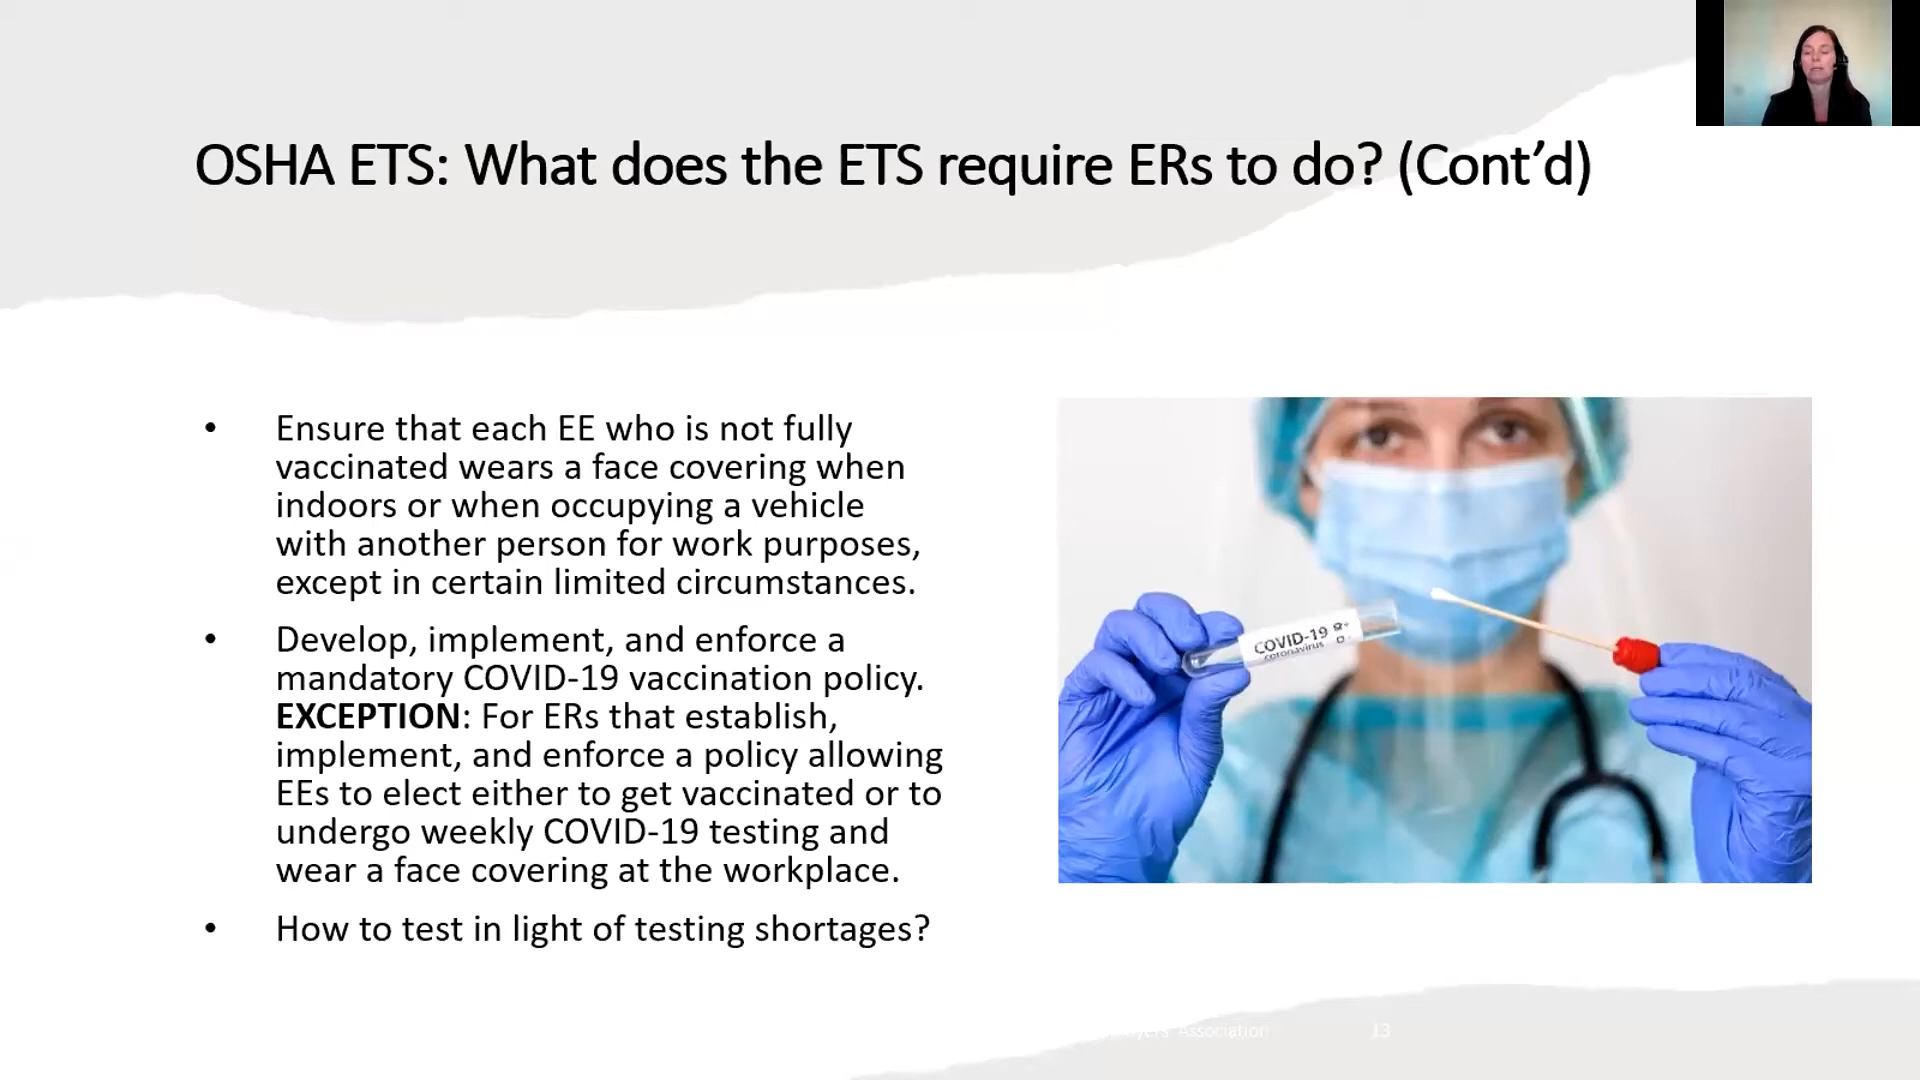 OSHA ETS: What does the ETS require ERs to do? (Cont’d)
• Ensure that each EE who is not fully
vaccinated wears a face covering when
indoors or when occupying a vehicle
with another person for work purposes,
except in certain limited circumstances.
• Develop, implement, and enforce a
mandatory COVID-19 vaccination policy.
EXCEPTION: For ERs that establish,
implement, and enforce a policy allowing
EEs to elect either to get vaccinated or to
undergo weekly COVID-19 testing and
wear a face covering at the workplace.
• How to test in light of testing shortages?
COVID-19
coronavirus
Association
13